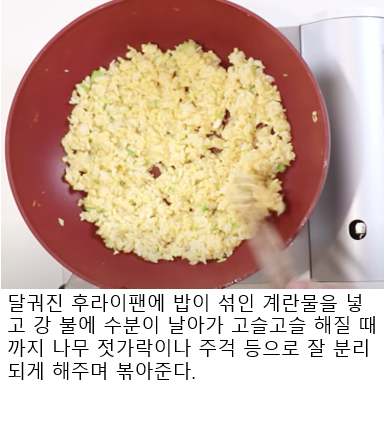 달궈진 후라이팬에 밥이 섞인 계란물을 넣
고 강 불에 수분이 날아가 고슬고슬 해질 때
까지 나무 젓가락이나 주걱 등으로 잘 분리
되게 해주며 볶아준다.